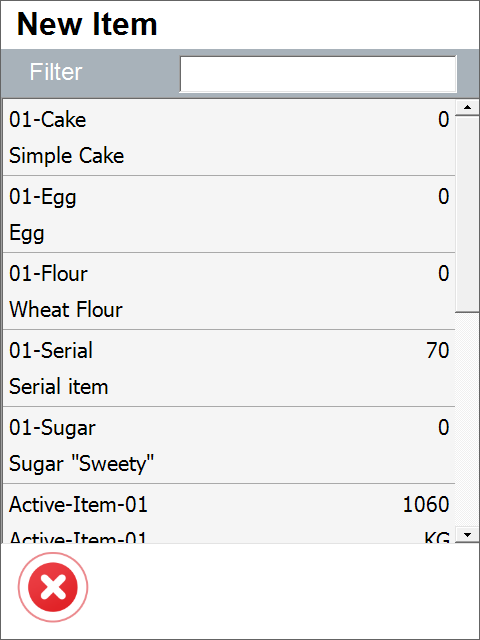 New Item
Filter
01-Cake 0
Simple Cake
01-Egg 0
Egg
01-Flour 0
Wheat Flour
01-Serial 70
Serial item
01-Sugar 0
Sugar "Sweety"
Active-Item-01 1060
Active-Item-01 KG